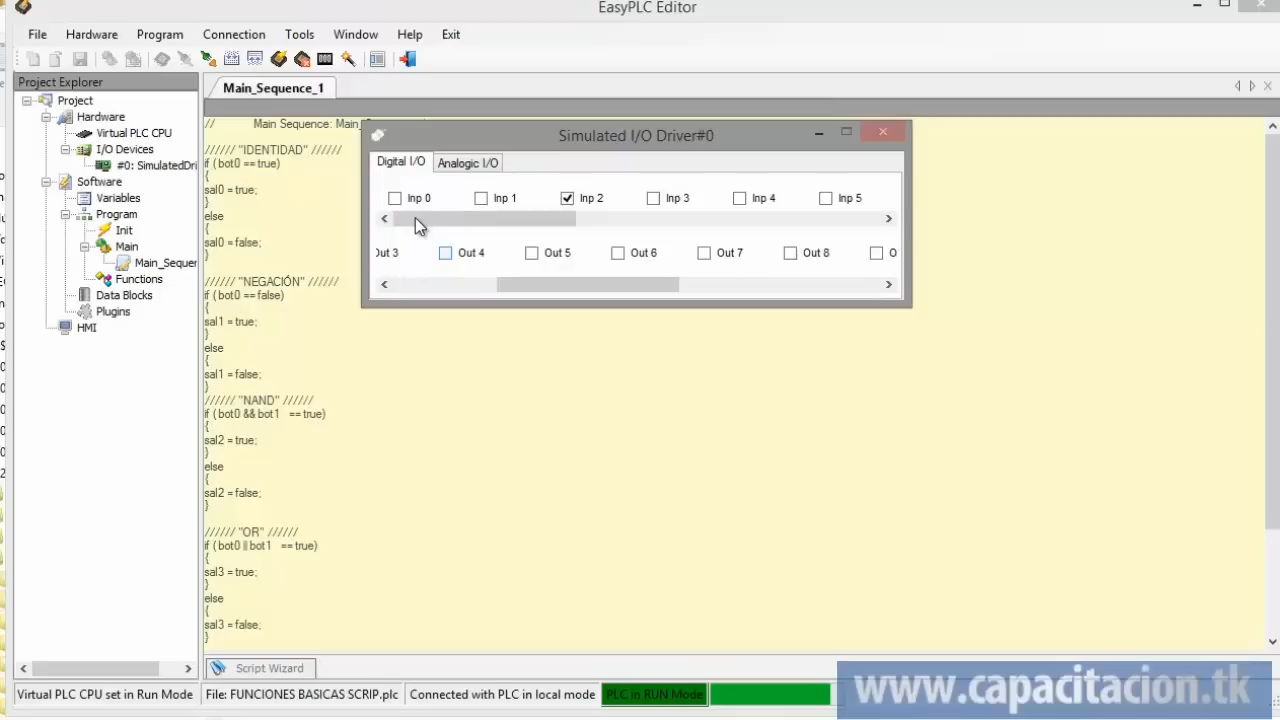 EasyPLC Editor
File Hardware Program Connection Tools Window Help Exit
Project Explorer
Main_Sequence_1
Project
Hardware
Virtual PLC CPU
I/O Devices
#0: SimulatedDri
Software
Variables
Program
Init
Main
Main_Sequer
Functions
Data Blocks
Plugins
HMI
// Main Sequence: Main_
////// "IDENTIDAD" //////
if ( bot0 == true)
{
sal0 = true;
}
else
{
sal0 = false;
}
////// "NEGACIÓN" //////
if ( bot0 == false)
{
sal1 = true;
}
else
{
sal1 = false;
}
////// "NAND" //////
if ( bot0 && bot1 == true)
{
sal2 = true;
}
else
{
sal2 = false;
}
////// "OR" //////
if ( bot0 || bot1 == true)
{
sal3 = true;
}
else
{
sal3 = false;
}
Simulated I/O Driver#0
Digital I/O Analogic I/O
Inp 0 Inp 1 Inp 2 Inp 3 Inp 4 Inp 5
Out 3 Out 4 Out 5 Out 6 Out 7 Out 8 O
Script Wizard
Virtual PLC CPU set in Run Mode File: FUNCIONES BASICAS SCRIP.plc Connected with PLC in local mode PLC in RUN Mode
www.capacitacion.tk